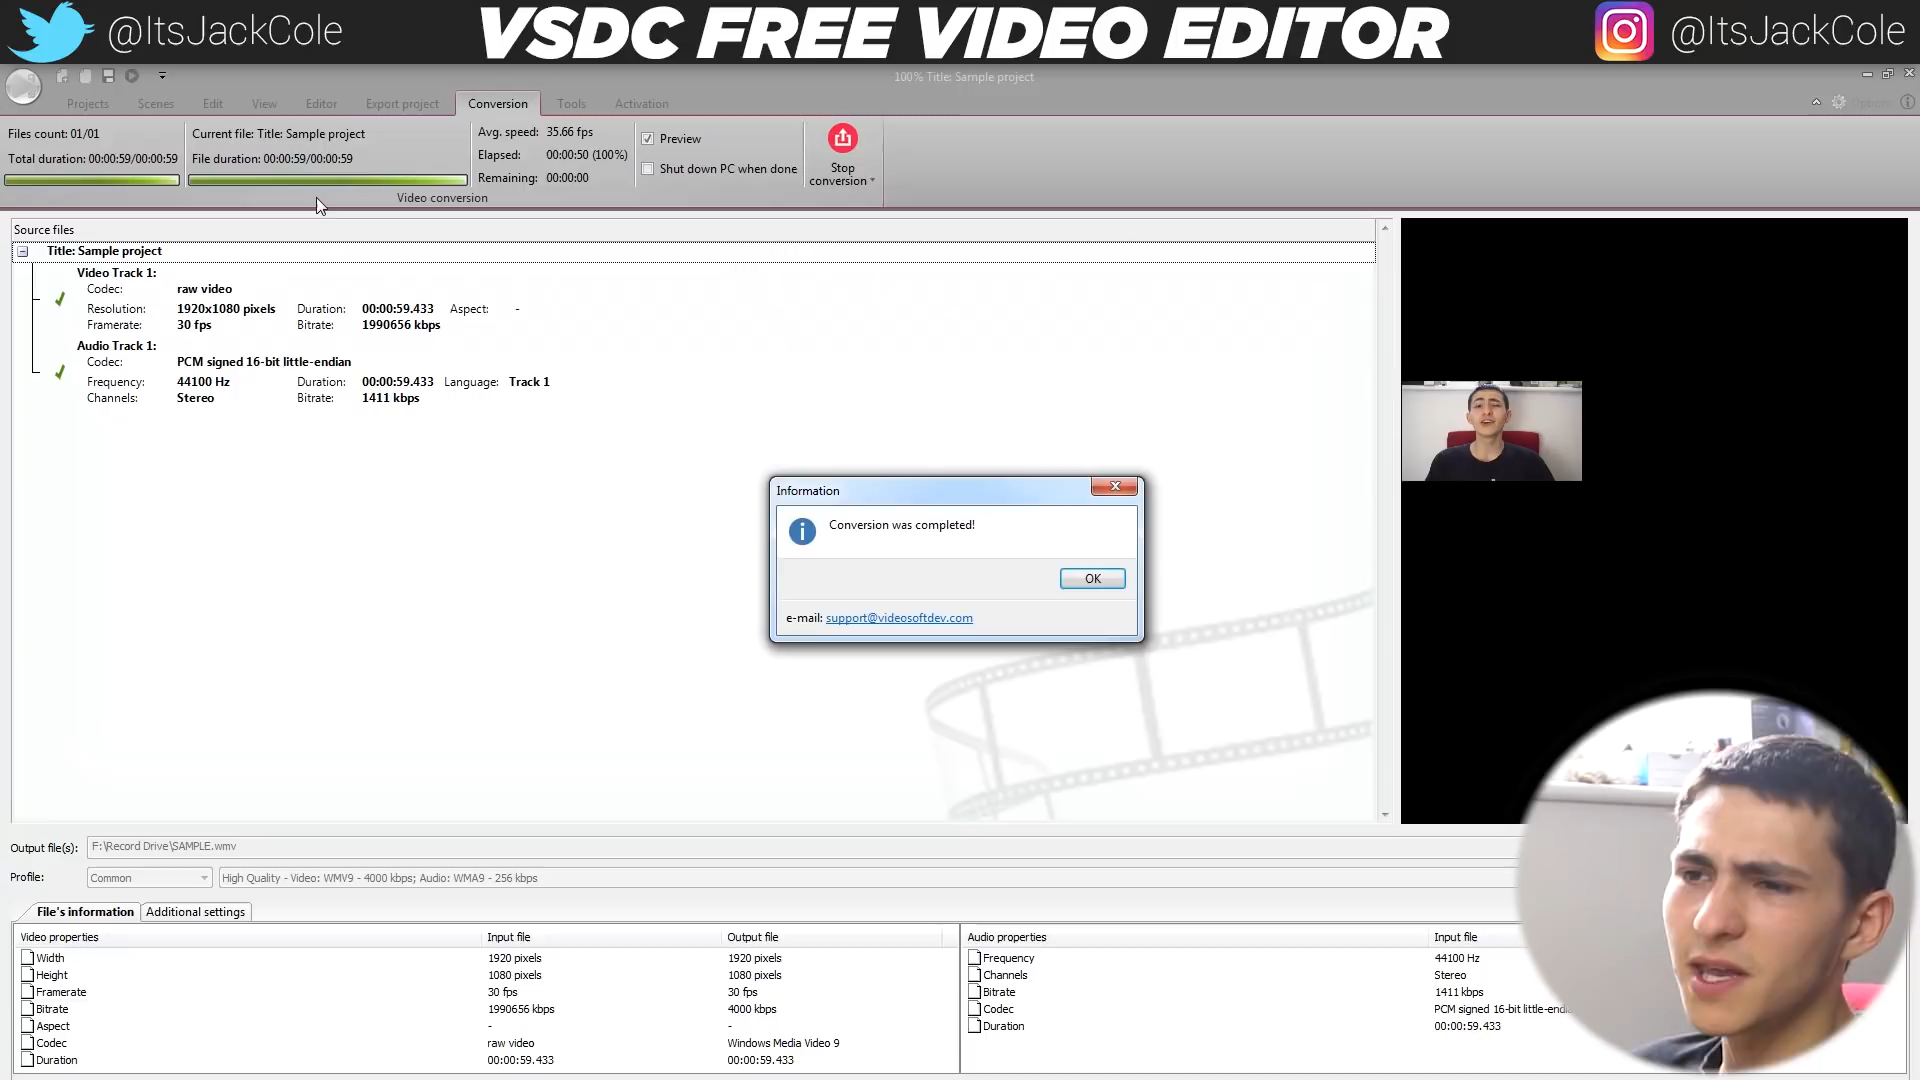 @ItsJackCole
VSDC FREE VIDEO EDITOR
@ItsJackCole
100% Title: Sample project
Projects Scenes Edit View Editor Export project Conversion Tools Activation Options
Files count: 01/01
Total duration: 00:00:59/00:00:59
Current file: Title: Sample project
File duration: 00:00:59/00:00:59
Avg. speed: 35.66 fps
Elapsed: 00:00:50 (100%)
Remaining: 00:00:00
Preview
Shut down PC when done
Stop
conversion
Video conversion
Source files
Title: Sample project
Video Track 1:
Codec: raw video
Resolution: 1920x1080 pixels Duration: 00:00:59.433 Aspect: -
Framerate: 30 fps Bitrate: 1990656 kbps
Audio Track 1:
Codec: PCM signed 16-bit little-endian
Frequency: 44100 Hz Duration: 00:00:59.433 Language: Track 1
Channels: Stereo Bitrate: 1411 kbps
Information
Conversion was completed!
OK
e-mail: support@videosoftdev.com
Output file(s): F:\Record Drive\SAMPLE.wmv
Profile: Common High Quality - Video: WMV9 - 4000 kbps; Audio: WMA9 - 256 kbps
File's information Additional settings
Video properties Input file Output file
Width 1920 pixels 1920 pixels
Height 1080 pixels 1080 pixels
Framerate 30 fps 30 fps
Bitrate 1990656 kbps 4000 kbps
Aspect - -
Codec raw video Windows Media Video 9
Duration 00:00:59.433 00:00:59.433
Audio properties Input file
Frequency 44100 Hz
Channels Stereo
Bitrate 1411 kbps
Codec PCM signed 16-bit little-endia
Duration 00:00:59.433